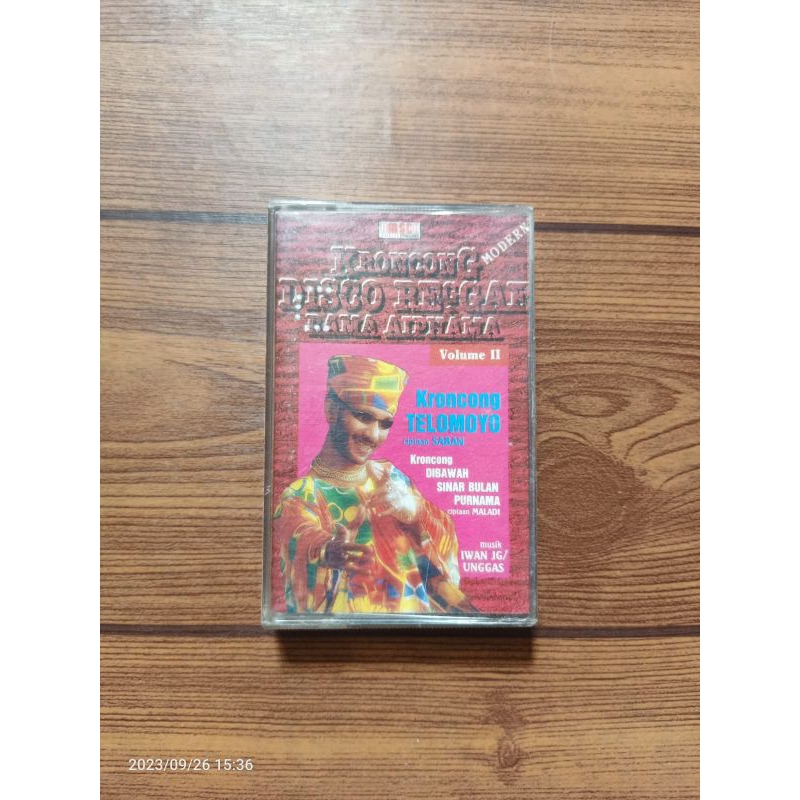 MODERN
KRONCONG
DISCO REGGAE
RAMA AIPHAMA
Volume II
Kroncong
TELOMOYO
ciptaan SAMAN
Kroncong
DIBAWAH
SINAR BULAN
PURNAMA
ciptaan MALADI
musik
IWAN JG/
UNGGAS
2023/09/26 15:36